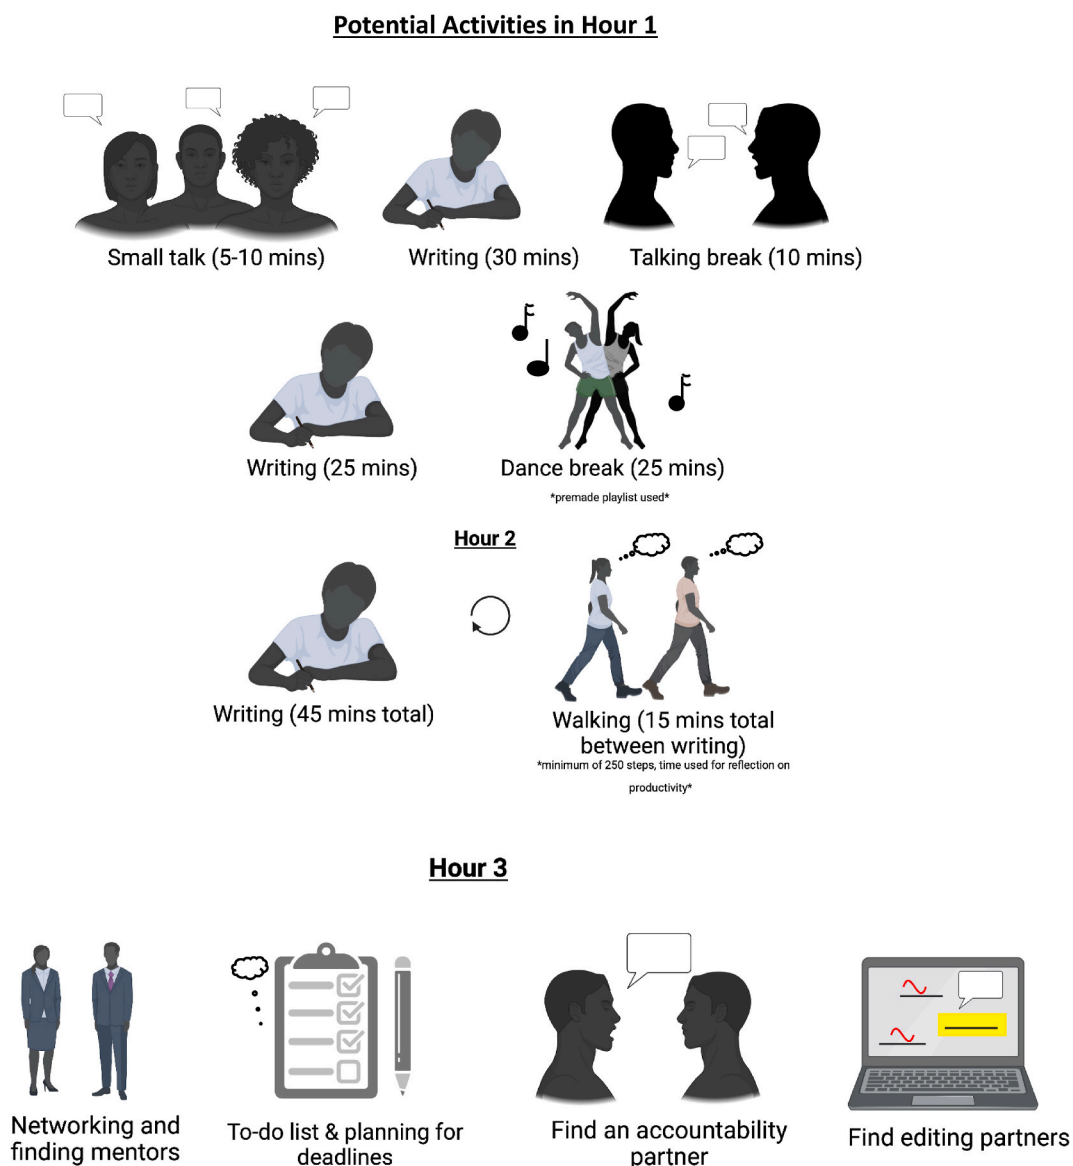 Potential Activities in Hour 1
Small talk (5-10 mins)
Writing (30 mins)
Talking break (10 mins)
Writing (25 mins)
Dance break (25 mins)
*premade playlist used*
Hour 2
Writing (45 mins total)
Walking (15 mins total
between writing)
*minimum of 250 steps, time used for reflection on
productivity*
Hour 3
Networking and
finding mentors
To-do list & planning for
deadlines
Find an accountability
partner
Find editing partners